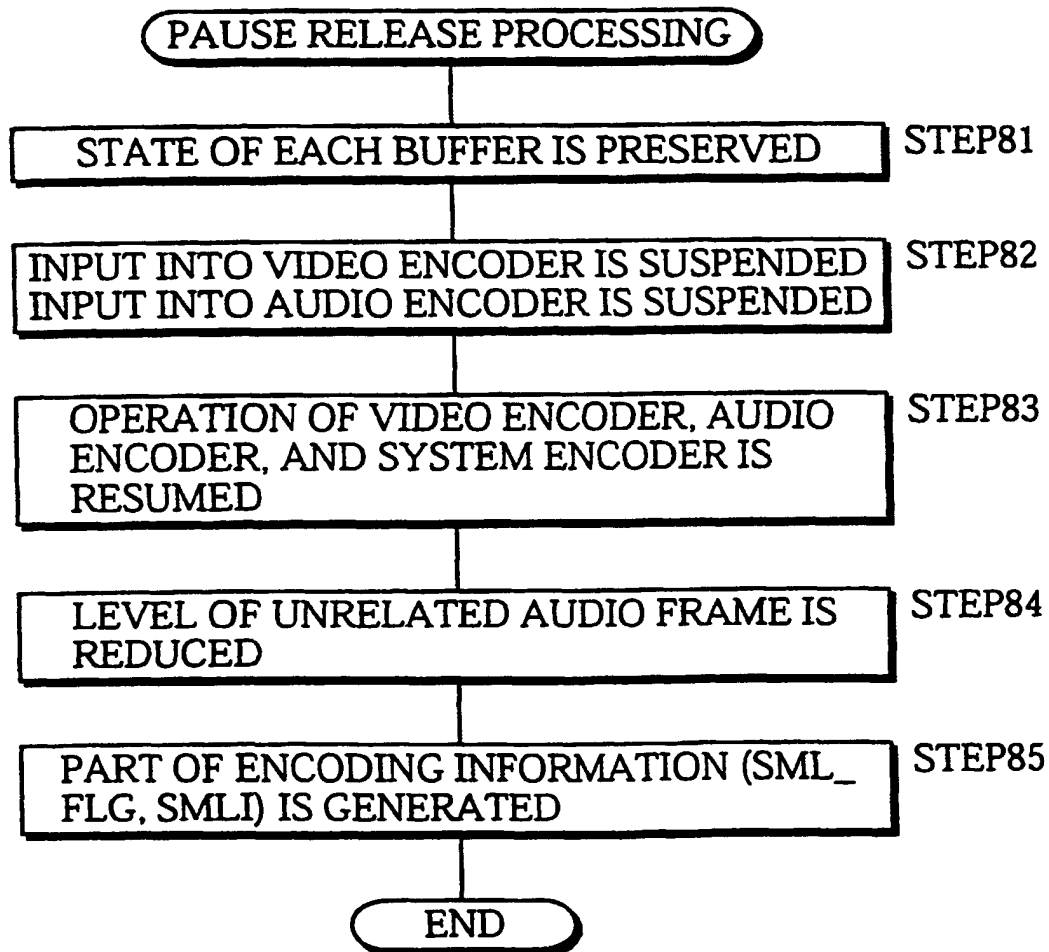 PAUSE RELEASE PROCESSING
STATE OF EACH BUFFER IS PRESERVED
STEP81
INPUT INTO VIDEO ENCODER IS SUSPENDED
INPUT INTO AUDIO ENCODER IS SUSPENDED
STEP82
OPERATION OF VIDEO ENCODER, AUDIO
ENCODER, AND SYSTEM ENCODER IS
RESUMED
STEP83
LEVEL OF UNRELATED AUDIO FRAME IS
REDUCED
STEP84
PART OF ENCODING INFORMATION (SML_
FLG, SMLI) IS GENERATED
STEP85
END